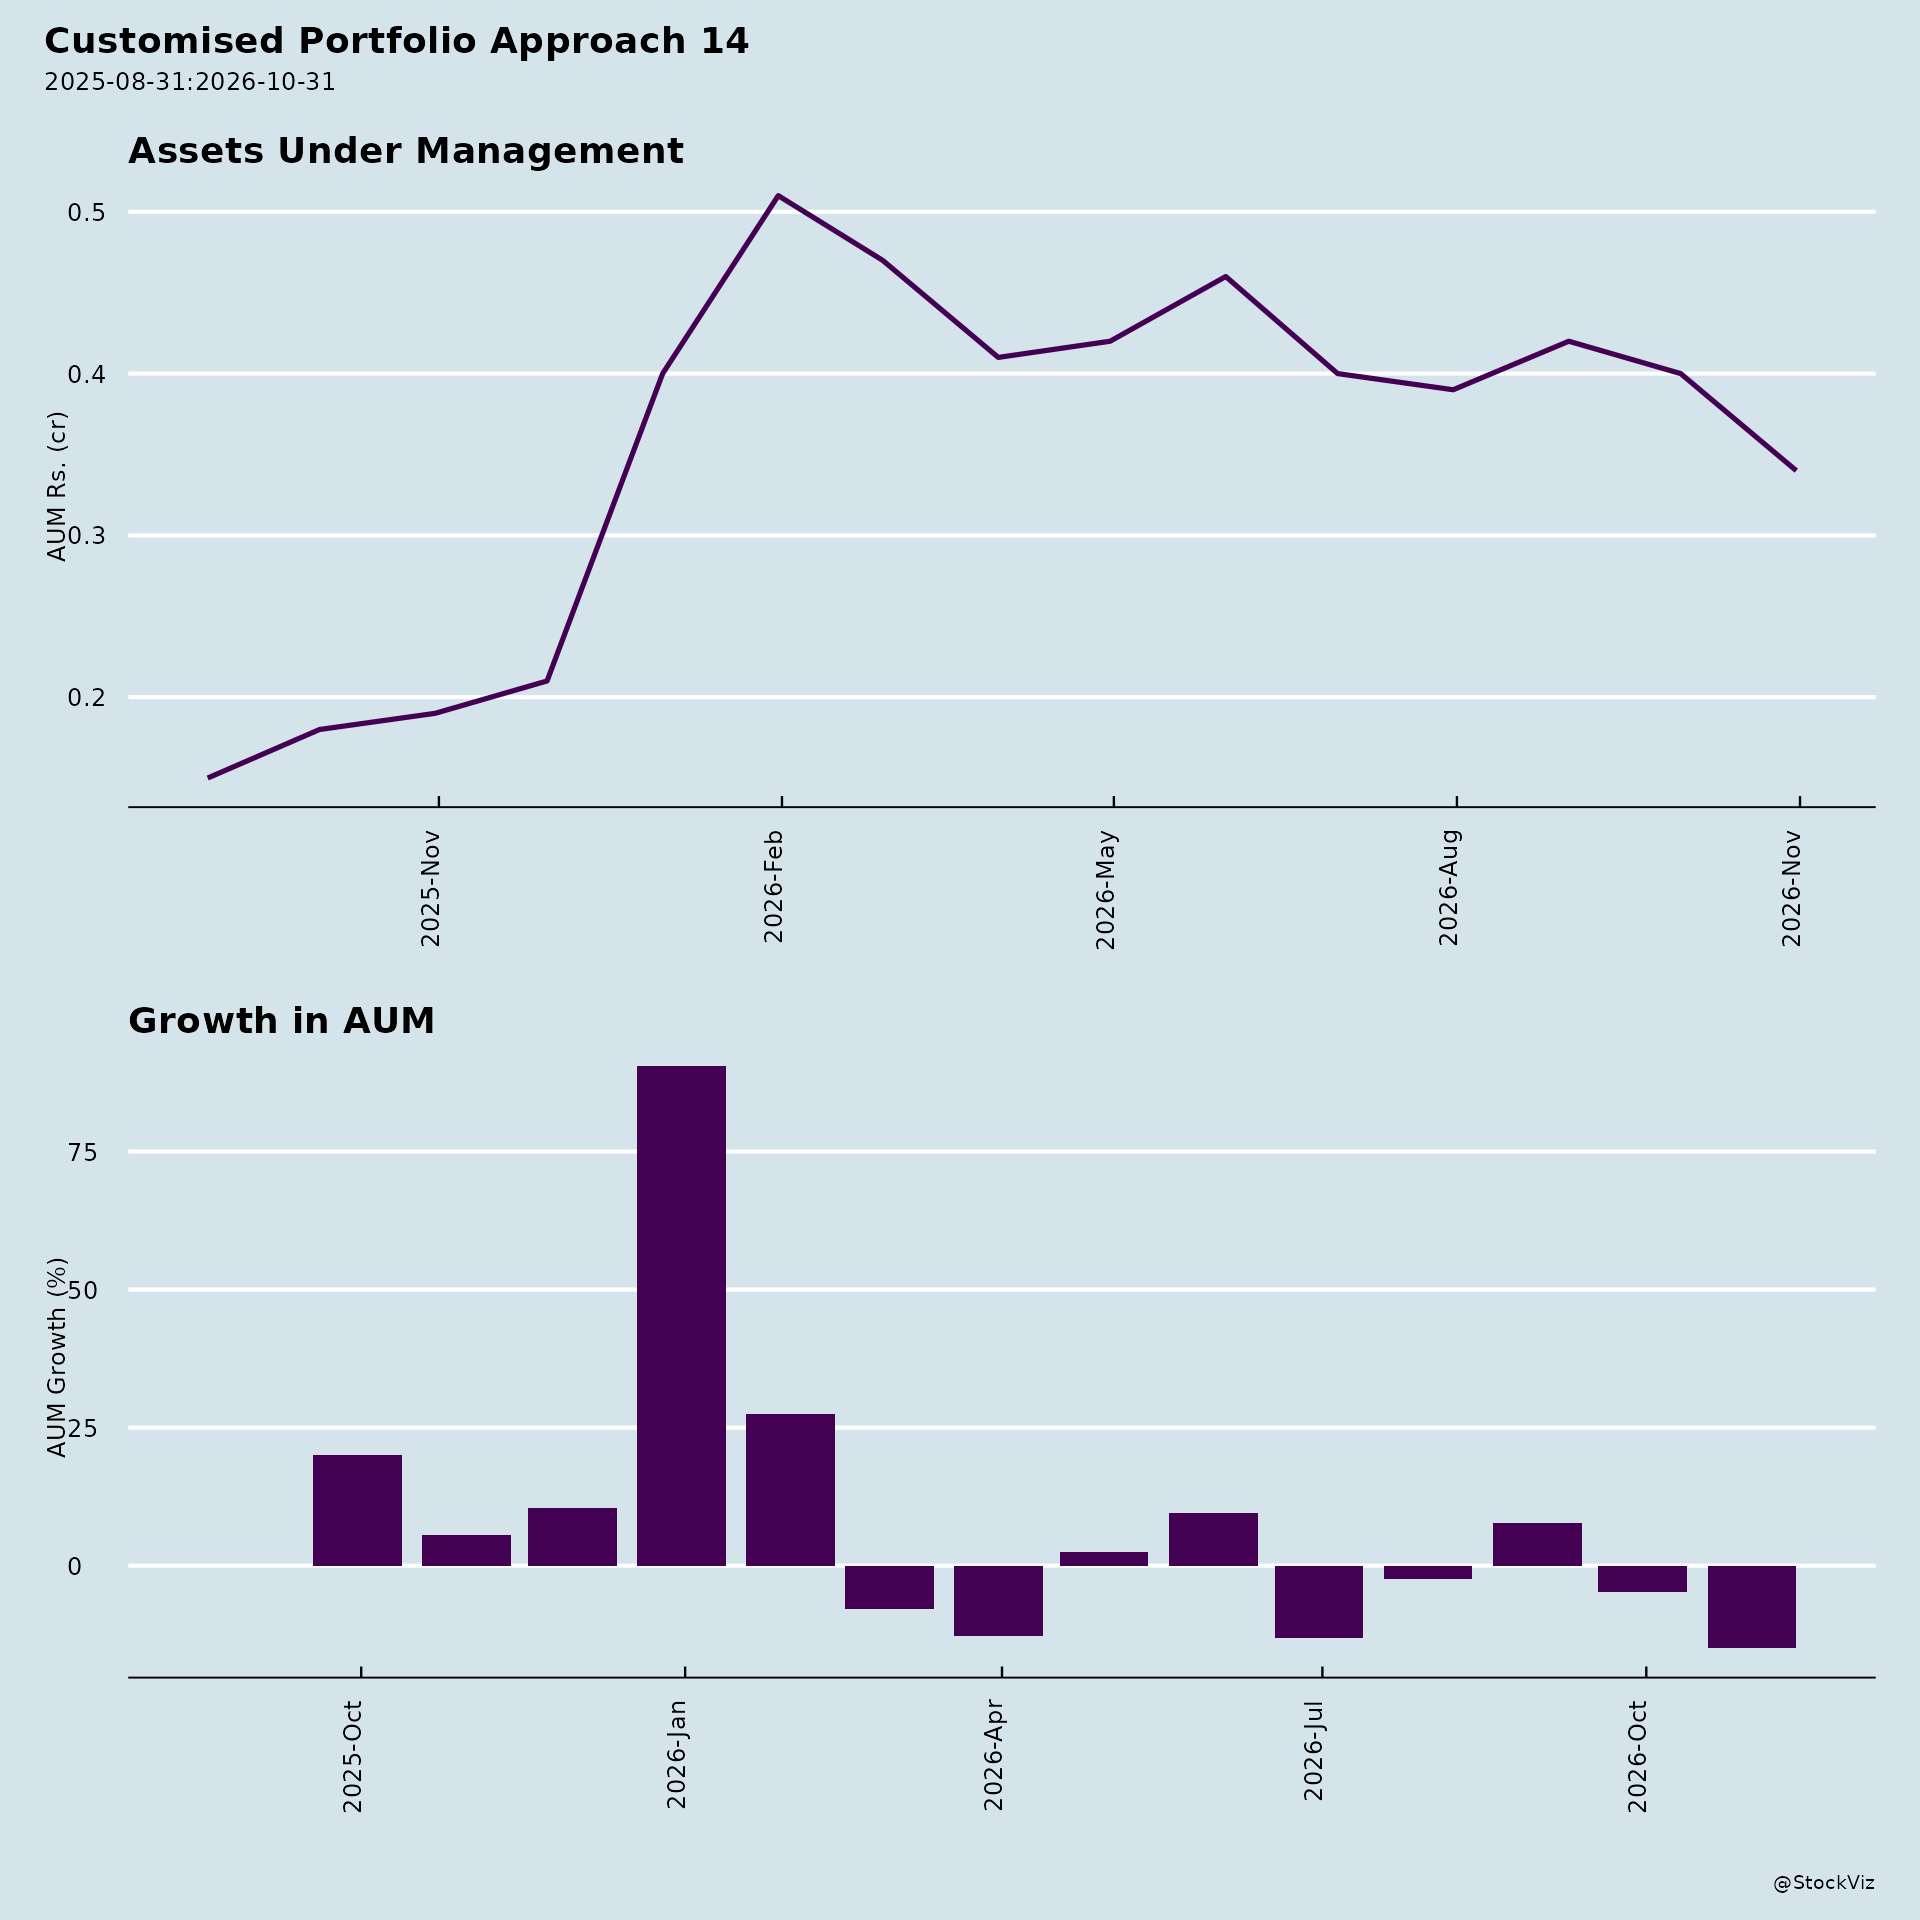 Customised Portfolio Approach 14
2025-08-31:2026-10-31
Assets Under Management
AUM Rs. (cr)
0.5
0.4
0.3
0.2
2025-Nov
2026-Feb
2026-May
2026-Aug
2026-Nov
Growth in AUM
AUM Growth (%)
75
50
25
0
2025-Oct
2026-Jan
2026-Apr
2026-Jul
2026-Oct
@StockViz